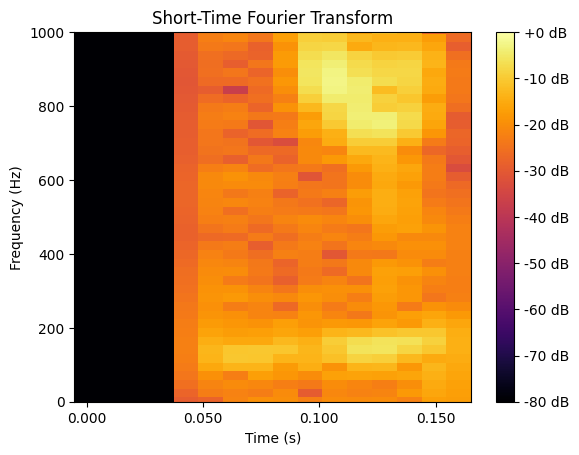 Short-Time Fourier Transform
Frequency (Hz)
1000
800
600
400
200
0
0.000
0.050
0.100
0.150
Time (s)
+0 dB
-10 dB
-20 dB
-30 dB
-40 dB
-50 dB
-60 dB
-70 dB
-80 dB